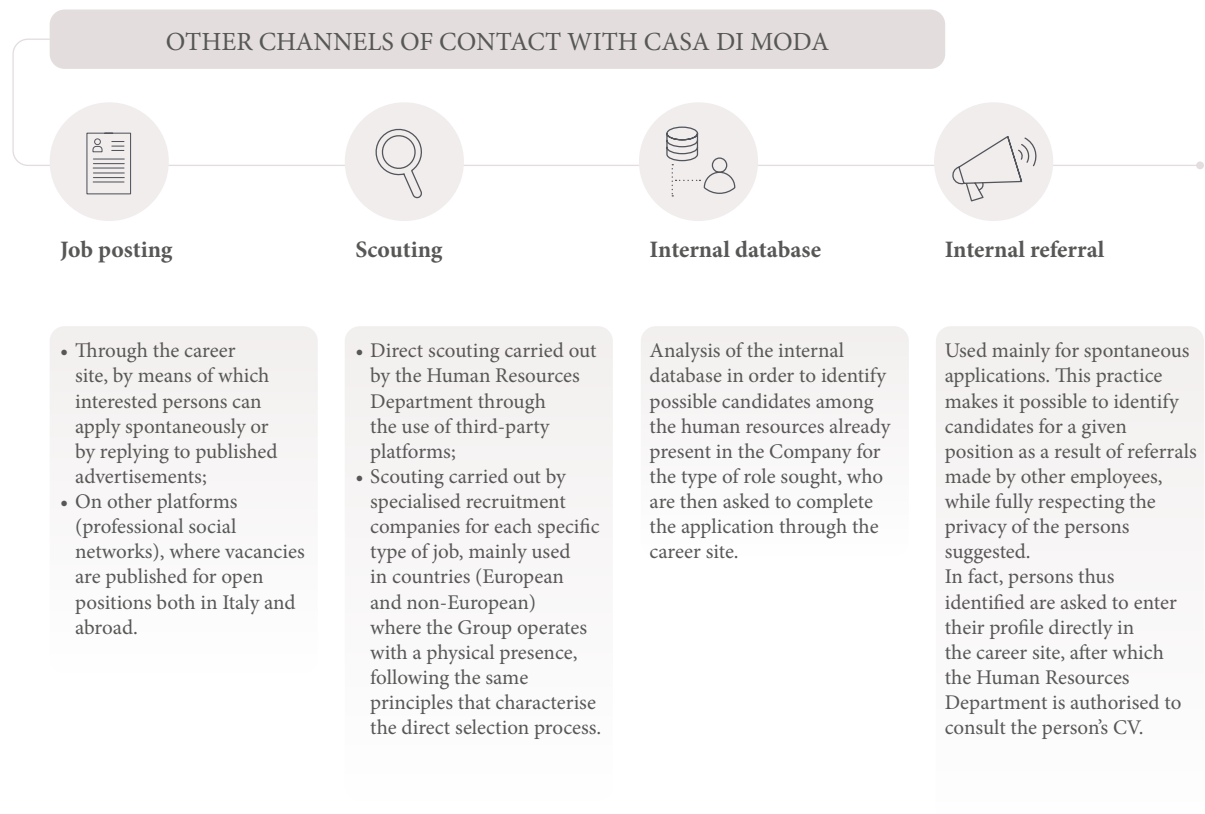 OTHER CHANNELS OF CONTACT WITH CASA DI MODA
Job posting
Scouting
Internal database
Internal referral
• Through the career
site, by means of which
interested persons can
apply spontaneously or
by replying to published
advertisements;
• On other platforms
(professional social
networks), where vacancies
are published for open
positions both in Italy and
abroad.
• Direct scouting carried out
by the Human Resources
Department through
the use of third-party
platforms;
• Scouting carried out by
specialised recruitment
companies for each specific
type of job, mainly used
in countries (European
and non-European)
where the Group operates
with a physical presence,
following the same
principles that characterise
the direct selection process.
Analysis of the internal
database in order to identify
possible candidates among
the human resources already
present in the Company for
the type of role sought, who
are then asked to complete
the application through the
career site.
Used mainly for spontaneous
applications. This practice
makes it possible to identify
candidates for a given
position as a result of referrals
made by other employees,
while fully respecting the
privacy of the persons
suggested.
In fact, persons thus
identified are asked to enter
their profile directly in
the career site, after which
the Human Resources
Department is authorised to
consult the person's CV.